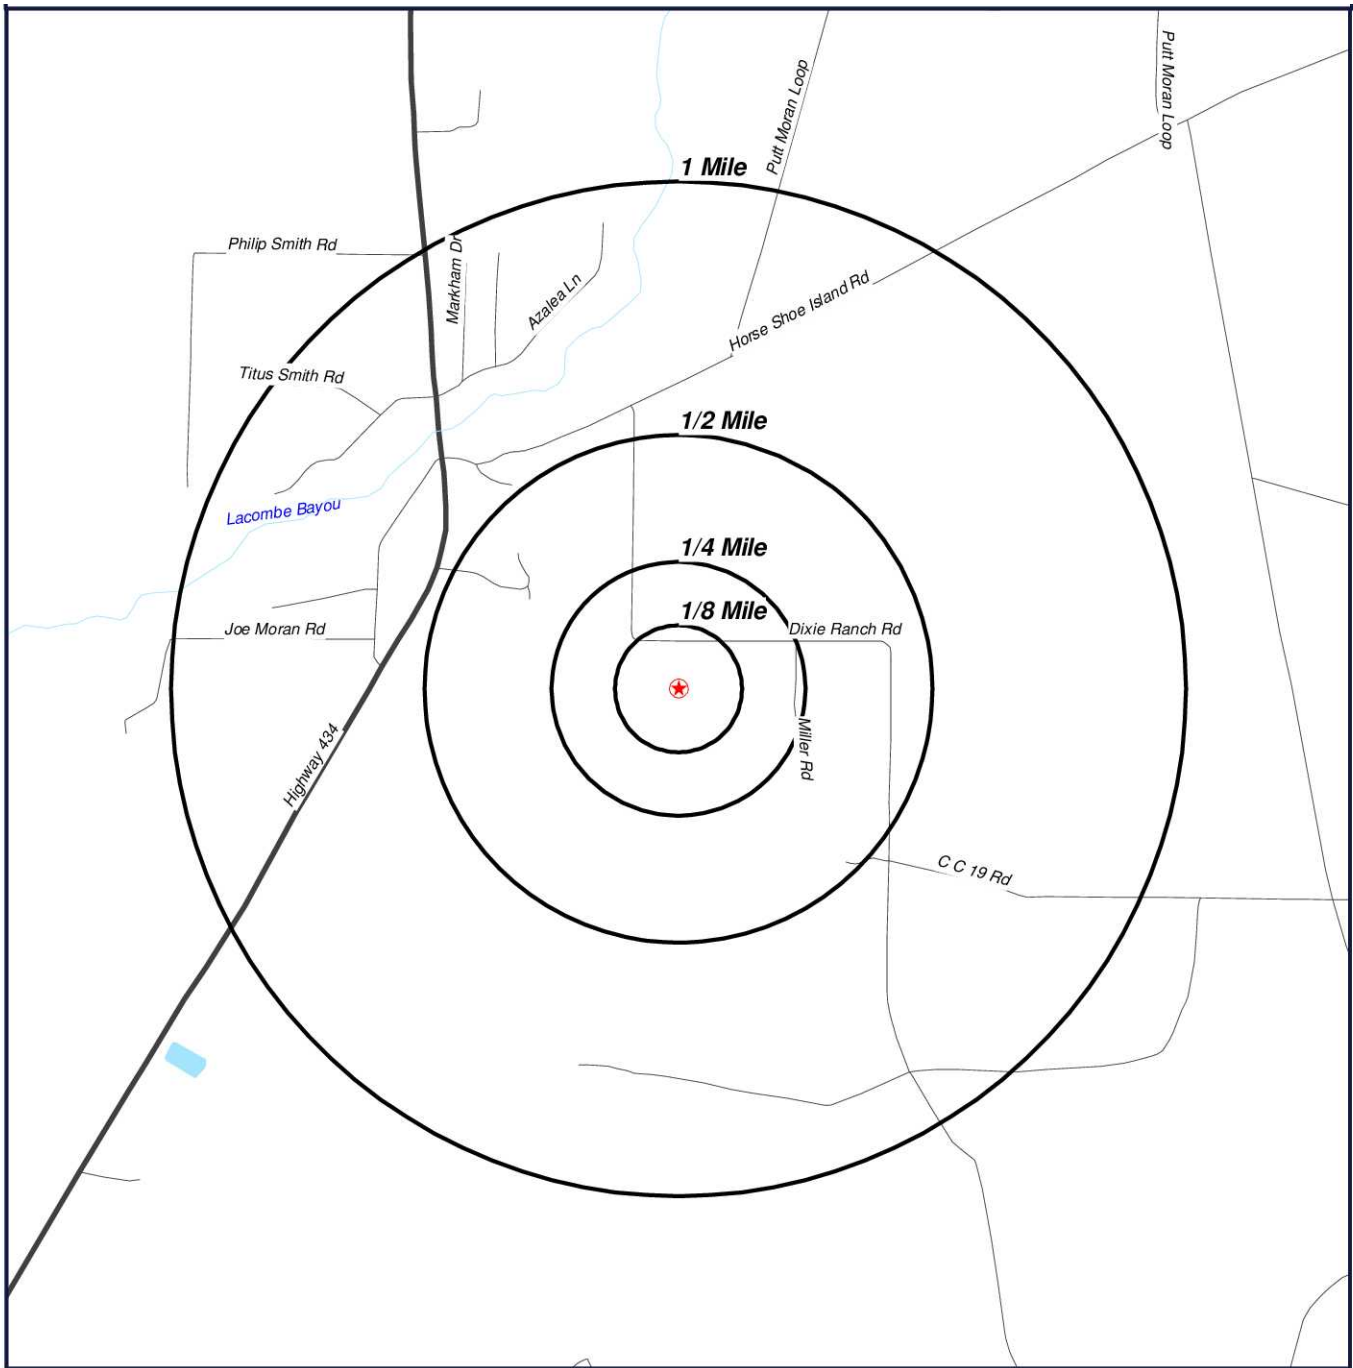 Putt Moran Loop
Putt Moran Loop
1 Mile
Philip Smith Rd
Markham Dr
Azalea Ln
Horse Shoe Island Rd
Titus Smith Rd
1/2 Mile
Lacombe Bayou
1/4 Mile
1/8 Mile
Joe Moran Rd
Dixie Ranch Rd
Highway 434
Miller Rd
C C 19 Rd